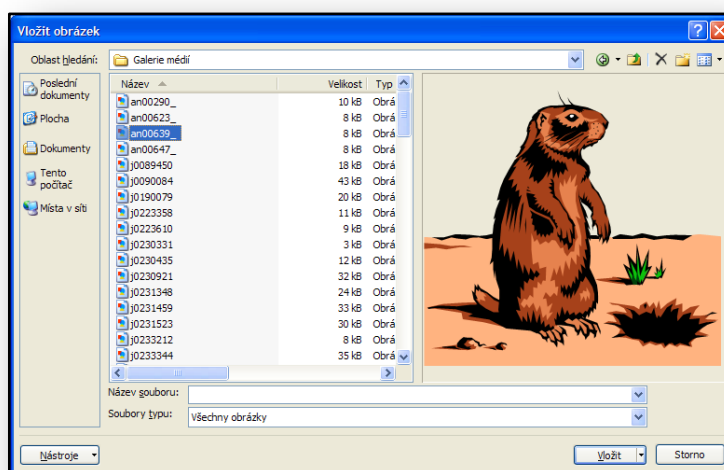 Vložit obrázek
Oblast hledání: Galerie médií
Poslední dokumenty
Plocha
Dokumenty
Tento počítač
Místa v síti
Název Velikost Typ
an00290_ 10 kB Obrá
an00623_ 8 kB Obrá
an00639_ 8 kB Obrá
an00647_ 8 kB Obrá
j0089450 18 kB Obrá
j0090084 43 kB Obrá
j0190079 20 kB Obrá
j0223358 11 kB Obrá
j0223610 9 kB Obrá
j0230331 3 kB Obrá
j0230435 12 kB Obrá
j0230921 32 kB Obrá
j0231348 24 kB Obrá
j0231459 33 kB Obrá
j0231523 30 kB Obrá
j0233212 8 kB Obrá
j0233344 35 kB Obrá
Název souboru:
Soubory typu: Všechny obrázky
Nástroje Vložit Storno